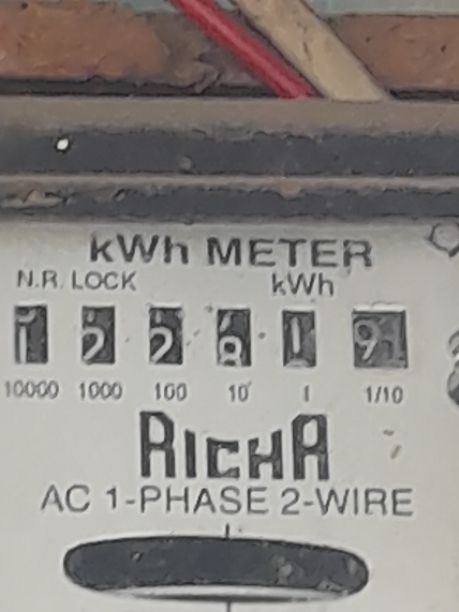 kWh METER
N.R. LOCK kWh
1 2 2 8 1 9
10000 1000 100 10 1 1/10
RICHA
AC 1-PHASE 2-WIRE